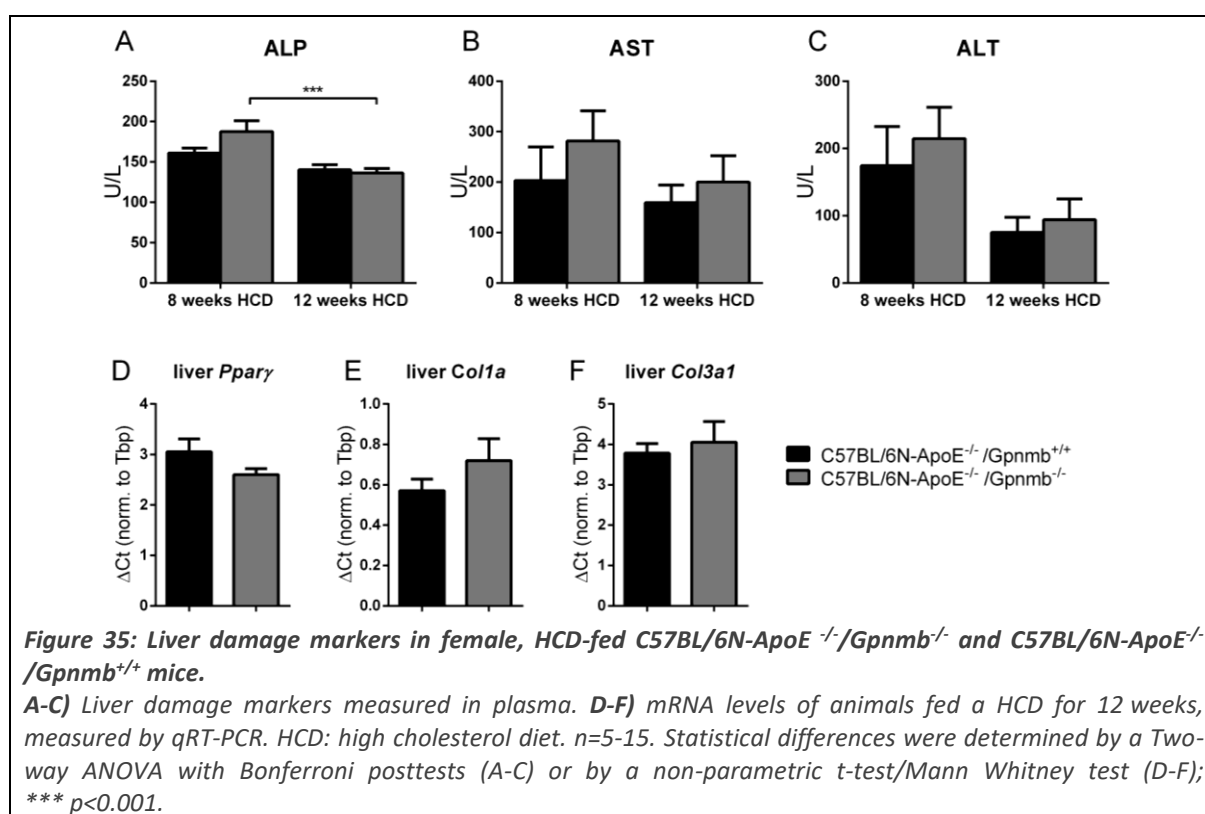 A ALP
B AST
C ALT
250
200
150
100
50
0
U/L
***
8 weeks HCD 12 weeks HCD
400
300
200
100
0
U/L
8 weeks HCD 12 weeks HCD
300
200
100
0
U/L
8 weeks HCD 12 weeks HCD
D liver Pparγ
E liver Col1a
F liver Col3a1
4
3
2
1
0
ΔCt (norm. to Tbp)
0.8
0.6
0.4
0.2
0.0
ΔCt (norm. to Tbp)
5
4
3
2
1
0
ΔCt (norm. to Tbp)
C57BL/6N-ApoE-/- /Gpnmb+/+
C57BL/6N-ApoE-/- /Gpnmb-/-
Figure 35: Liver damage markers in female, HCD-fed C57BL/6N-ApoE -/-/Gpnmb-/- and C57BL/6N-ApoE-/-
/Gpnmb+/+ mice.
A-C) Liver damage markers measured in plasma. D-F) mRNA levels of animals fed a HCD for 12 weeks,
measured by qRT-PCR. HCD: high cholesterol diet. n=5-15. Statistical differences were determined by a Two-
way ANOVA with Bonferroni posttests (A-C) or by a non-parametric t-test/Mann Whitney test (D-F);
*** p<0.001.